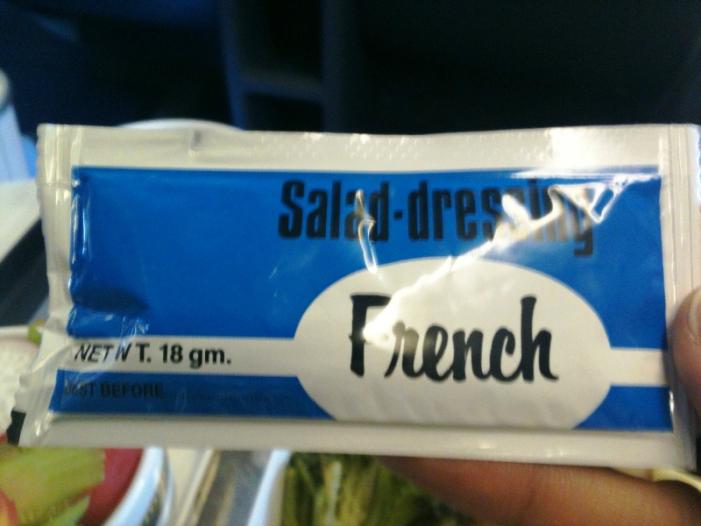 Salad-dressing
French
NET WT. 18 gm.
BEST BEFORE